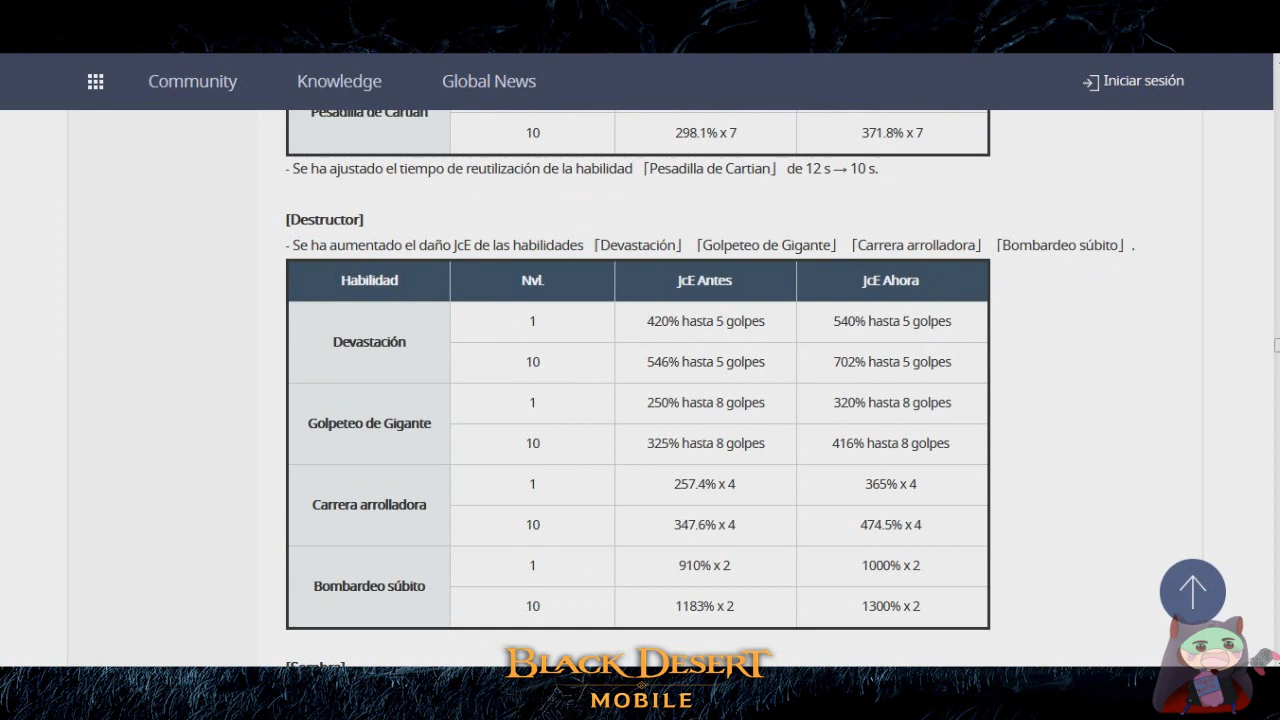 Community Knowledge Global News Iniciar sesión
Pesadilla de Cartian
10 298.1% x 7 371.8% x 7
- Se ha ajustado el tiempo de reutilización de la habilidad 「Pesadilla de Cartian」 de 12 s → 10 s.
[Destructor]
- Se ha aumentado el daño JcE de las habilidades 「Devastación」 「Golpeteo de Gigante」 「Carrera arrolladora」 「Bombardeo súbito」 .
Habilidad Nvl. JcE Antes JcE Ahora
Devastación
1 420% hasta 5 golpes 540% hasta 5 golpes
10 546% hasta 5 golpes 702% hasta 5 golpes
Golpeteo de Gigante
1 250% hasta 8 golpes 320% hasta 8 golpes
10 325% hasta 8 golpes 416% hasta 8 golpes
Carrera arrolladora
1 257.4% x 4 365% x 4
10 347.6% x 4 474.5% x 4
Bombardeo súbito
1 910% x 2 1000% x 2
10 1183% x 2 1300% x 2
[Sombra]
BLACK DESERT
MOBILE